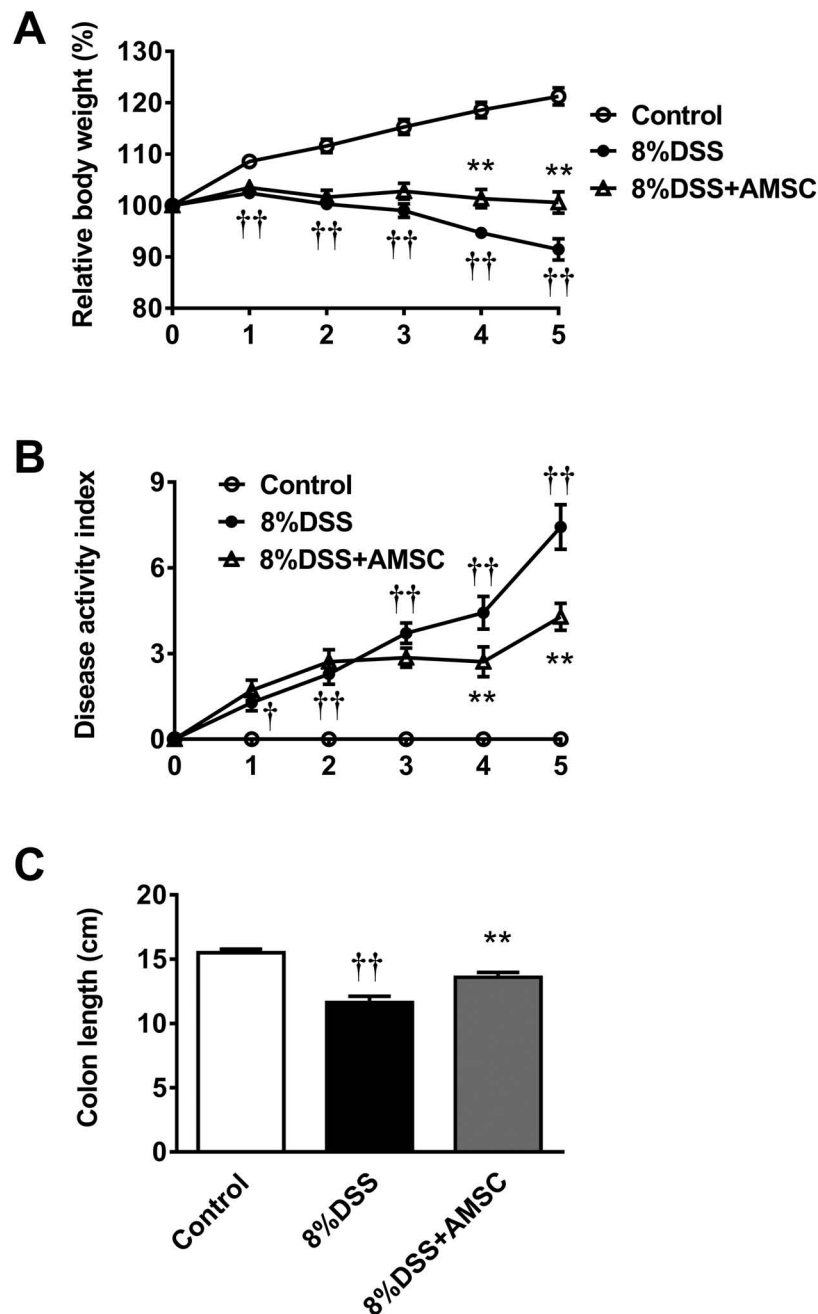 A
Relative body weight (%)
130
120
110
100
90
80
0 1 2 3 4 5
Control
8%DSS
8%DSS+AMSC
** **
†† †† †† †† ††
B
Disease activity index
9
6
3
0
0 1 2 3 4 5
Control
8%DSS
8%DSS+AMSC
† †† †† †† ††
** **
C
Colon length (cm)
20
15
10
5
0
††
**
Control
8%DSS
8%DSS+AMSC